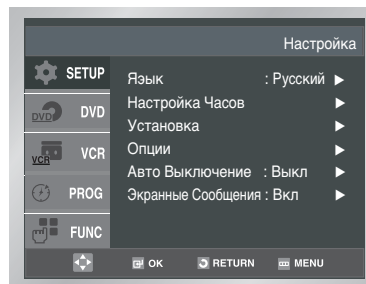 Настройка
SETUP
DVD
DVD
VCR
VCR
PROG
FUNC
Язык : Русский ►
Настройка Часов ►
Установка ►
Опции ►
Авто Выключение : Выкл ►
Экранные Сообщения : Вкл ►
OK RETURN MENU